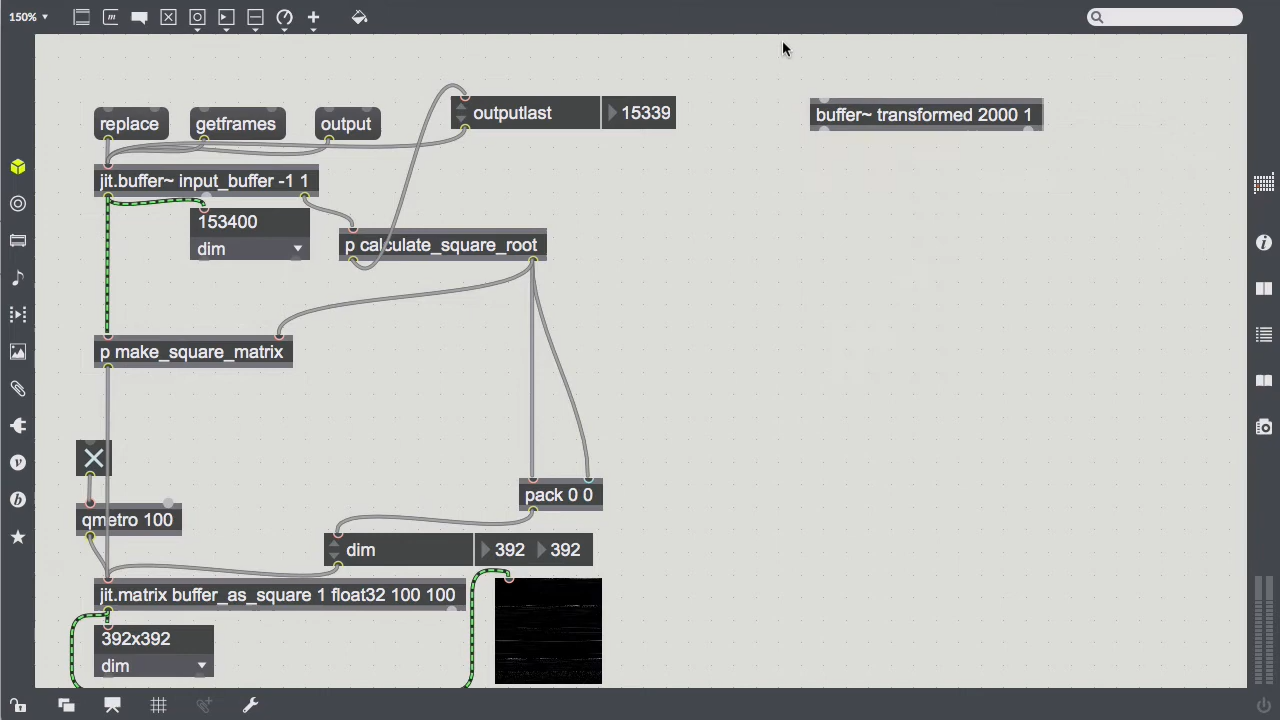 150%
replace
getframes
output
outputlast
15339
buffer~ transformed 2000 1
jit.buffer~ input_buffer -1 1
153400
dim
p calculate_square_root
p make_square_matrix
pack 0 0
qmetro 100
dim
392
392
jit.matrix buffer_as_square 1 float32 100 100
392x392
dim